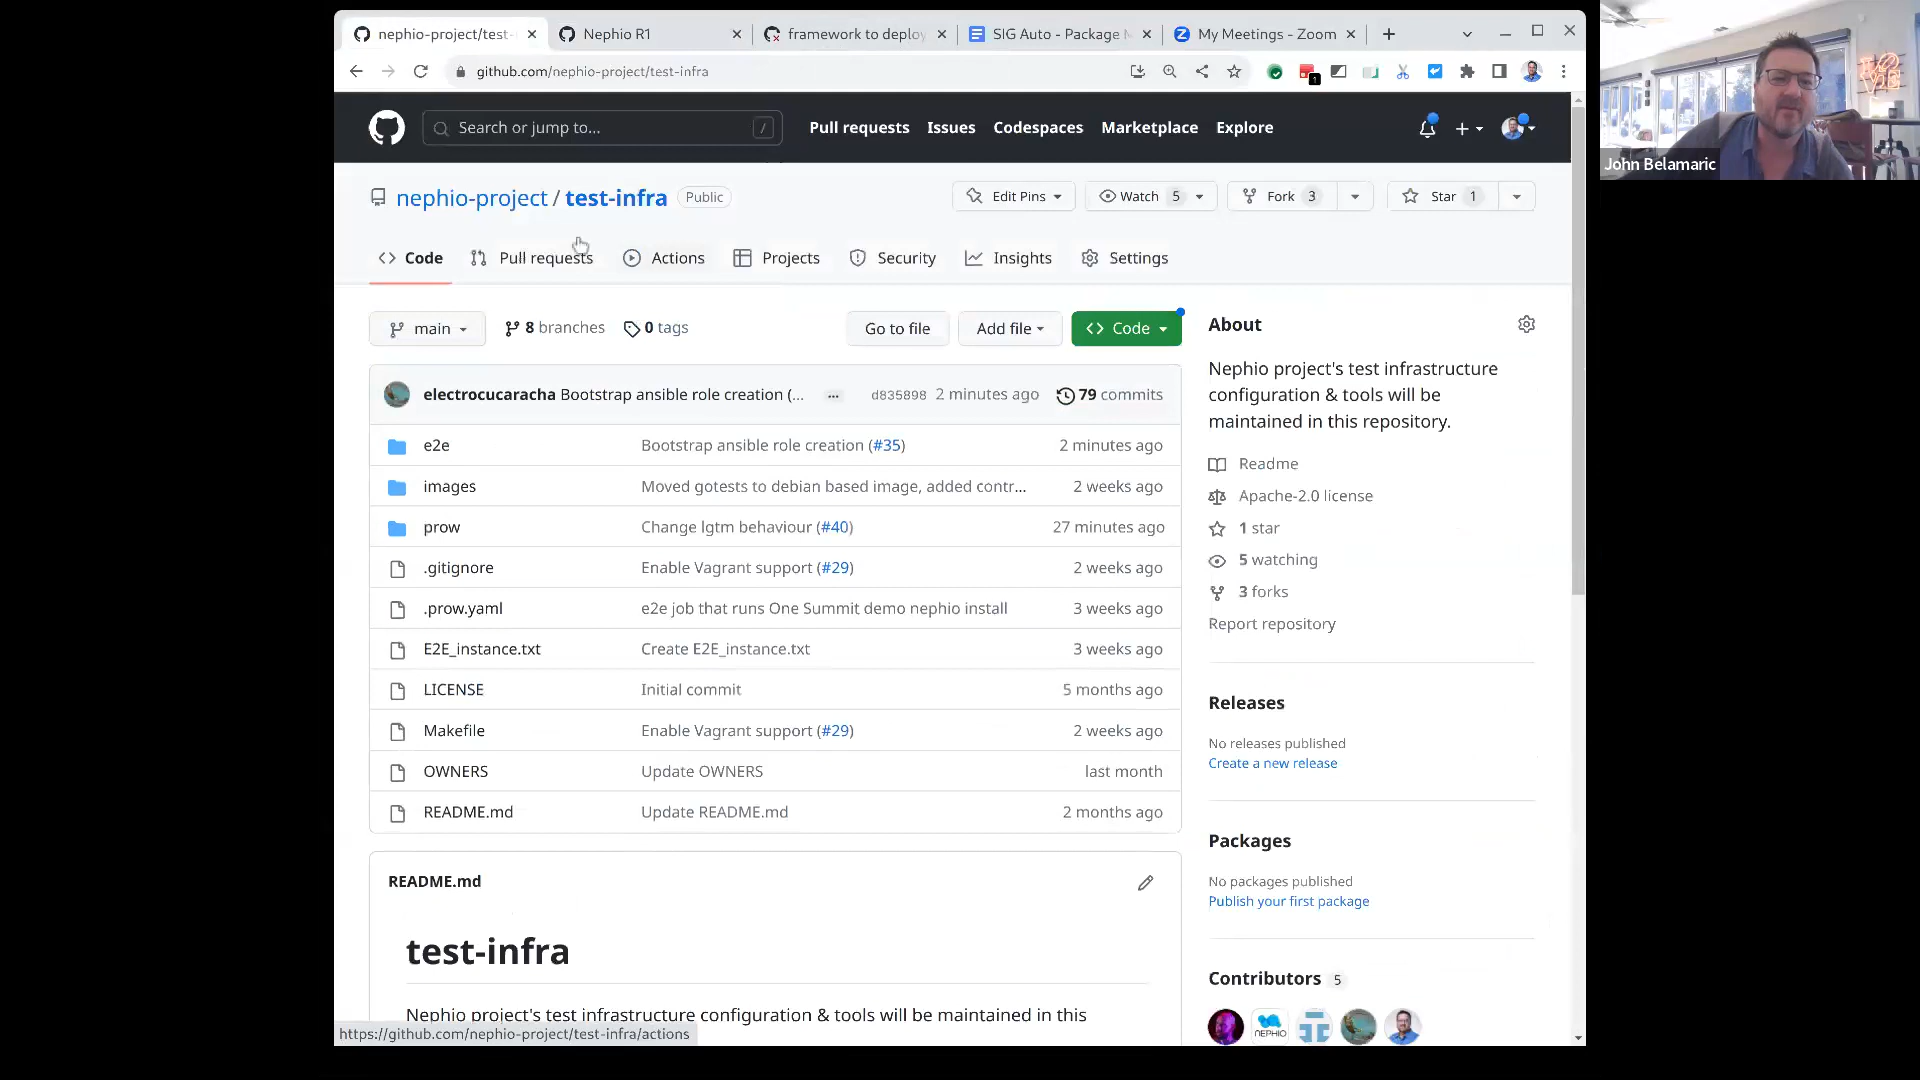 nephio-project/test-
Nephio R1
framework to deploy
SIG Auto - Package
My Meetings - Zoom
github.com/nephio-project/test-infra
1
Search or jump to...
/
Pull requests
Issues
Codespaces
Marketplace
Explore
John Belamaric
nephio-project / test-infra
Public
Edit Pins
Watch 5
Fork 3
Star 1
Code
Pull requests
Actions
Projects
Security
Insights
Settings
main
8 branches
0 tags
Go to file
Add file
Code
electrocucaracha Bootstrap ansible role creation (...
d835898 2 minutes ago
79 commits
e2e Bootstrap ansible role creation (#35) 2 minutes ago
images Moved gotests to debian based image, added contr... 2 weeks ago
prow Change lgtm behaviour (#40) 27 minutes ago
.gitignore Enable Vagrant support (#29) 2 weeks ago
.prow.yaml e2e job that runs One Summit demo nephio install 3 weeks ago
E2E_instance.txt Create E2E_instance.txt 3 weeks ago
LICENSE Initial commit 5 months ago
Makefile Enable Vagrant support (#29) 2 weeks ago
OWNERS Update OWNERS last month
README.md Update README.md 2 months ago
README.md
test-infra
Nephio project's test infrastructure configuration & tools will be maintained in this
https://github.com/nephio-project/test-infra/actions
About
Nephio project's test infrastructure
configuration & tools will be
maintained in this repository.
Readme
Apache-2.0 license
1 star
5 watching
3 forks
Report repository
Releases
No releases published
Create a new release
Packages
No packages published
Publish your first package
Contributors 5
NEPHIO